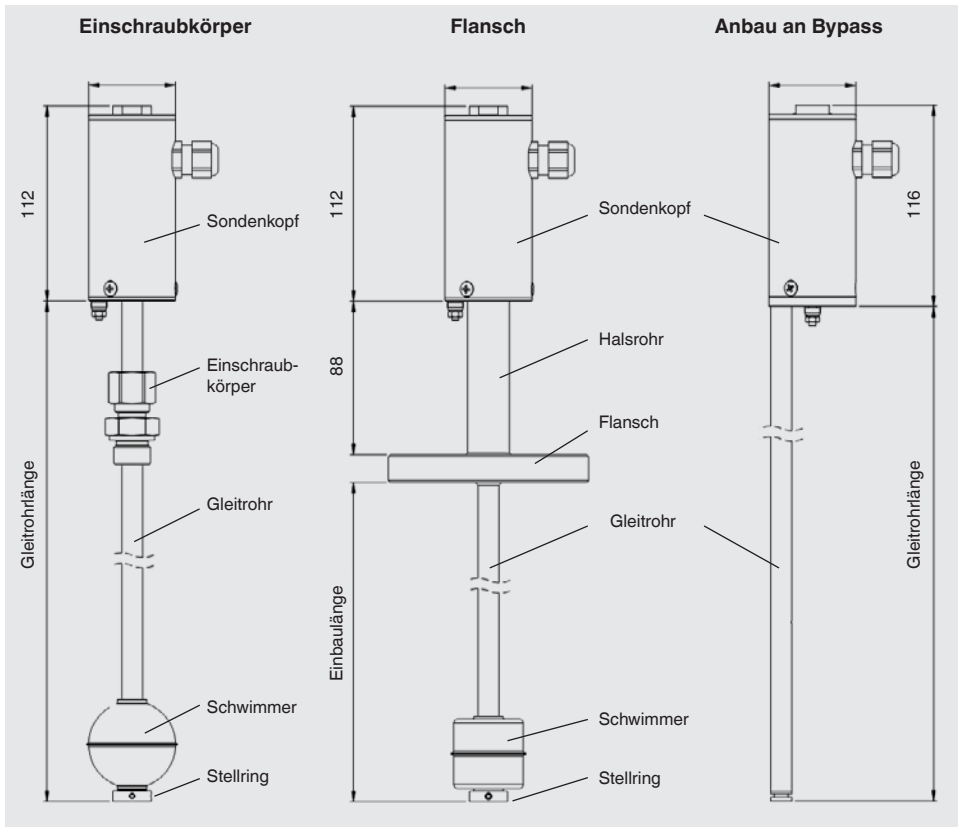 Einschraubkörper
Flansch
Anbau an Bypass
112
Sondenkopf
112
Sondenkopf
116
Einschraub-
körper
88
Halsrohr
Flansch
Gleitrohrlänge
Gleitrohr
Einbaulänge
Gleitrohr
Gleitrohrlänge
Schwimmer
Schwimmer
Stellring
Stellring